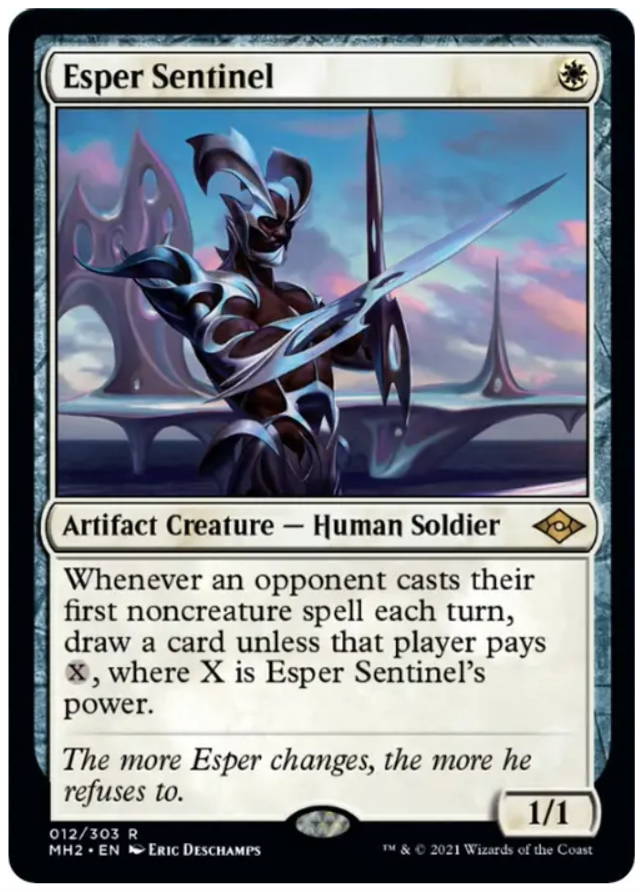 Esper Sentinel
Artifact Creature — Human Soldier
Whenever an opponent casts their
first noncreature spell each turn,
draw a card unless that player pays
X, where X is Esper Sentinel's
power.
The more Esper changes, the more he
refuses to.
1/1
012/303 R
MH2 • EN Eric Deschamps
™ & © 2021 Wizards of the Coast